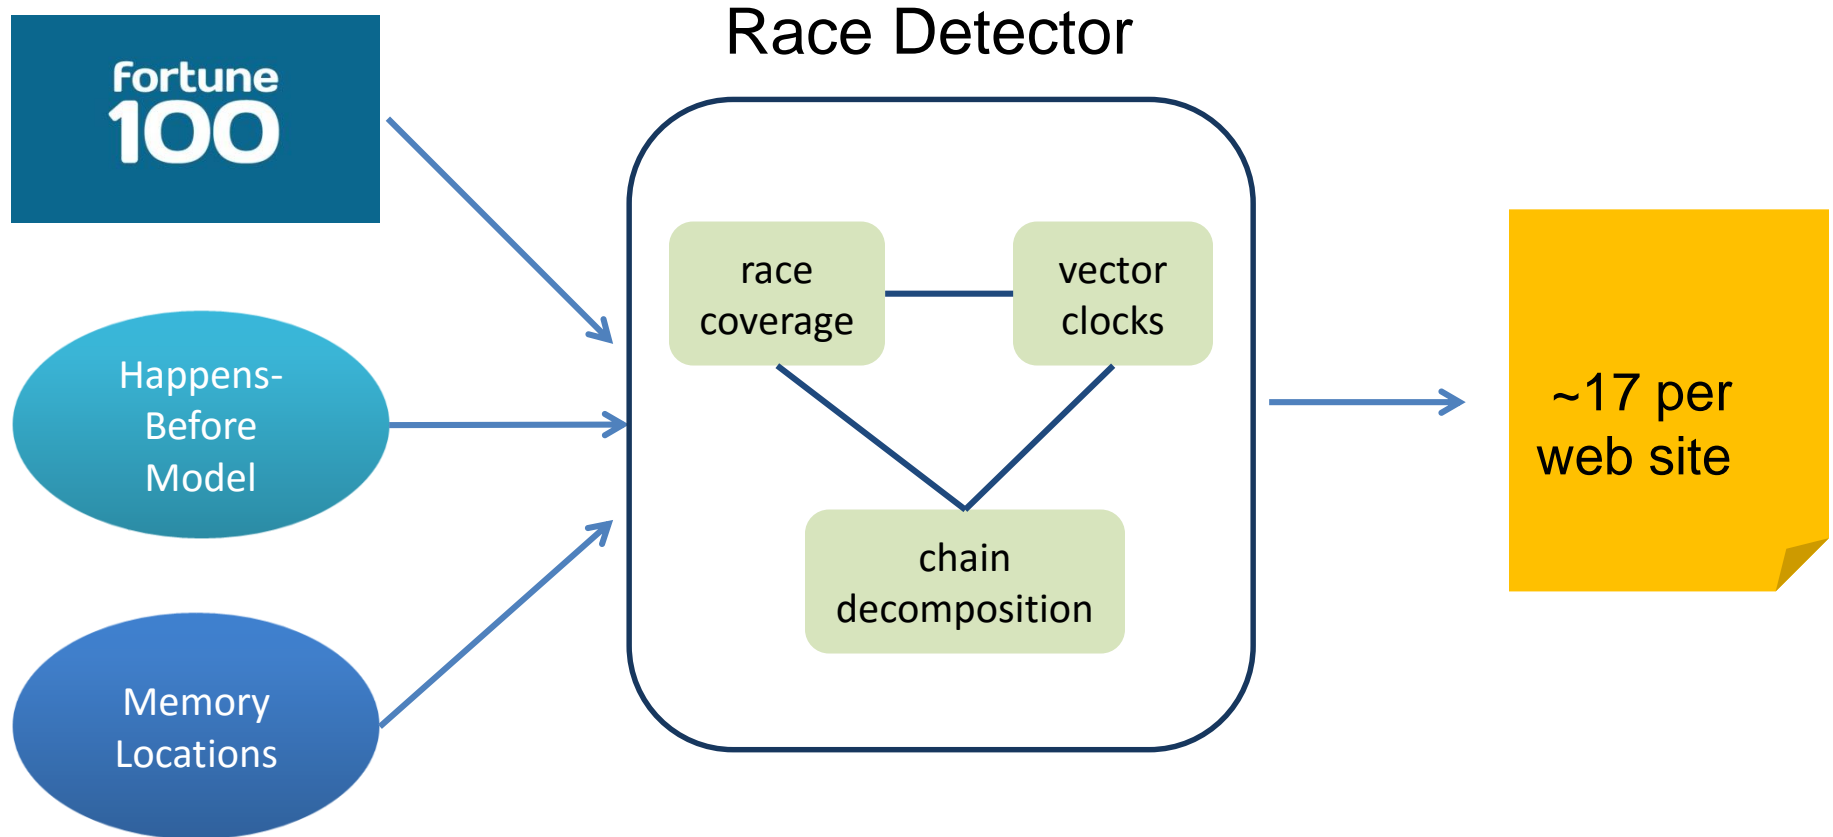 Race Detector
fortune
100
Happens-
Before
Model
Memory
Locations
race
coverage
vector
clocks
chain
decomposition
~17 per
web site